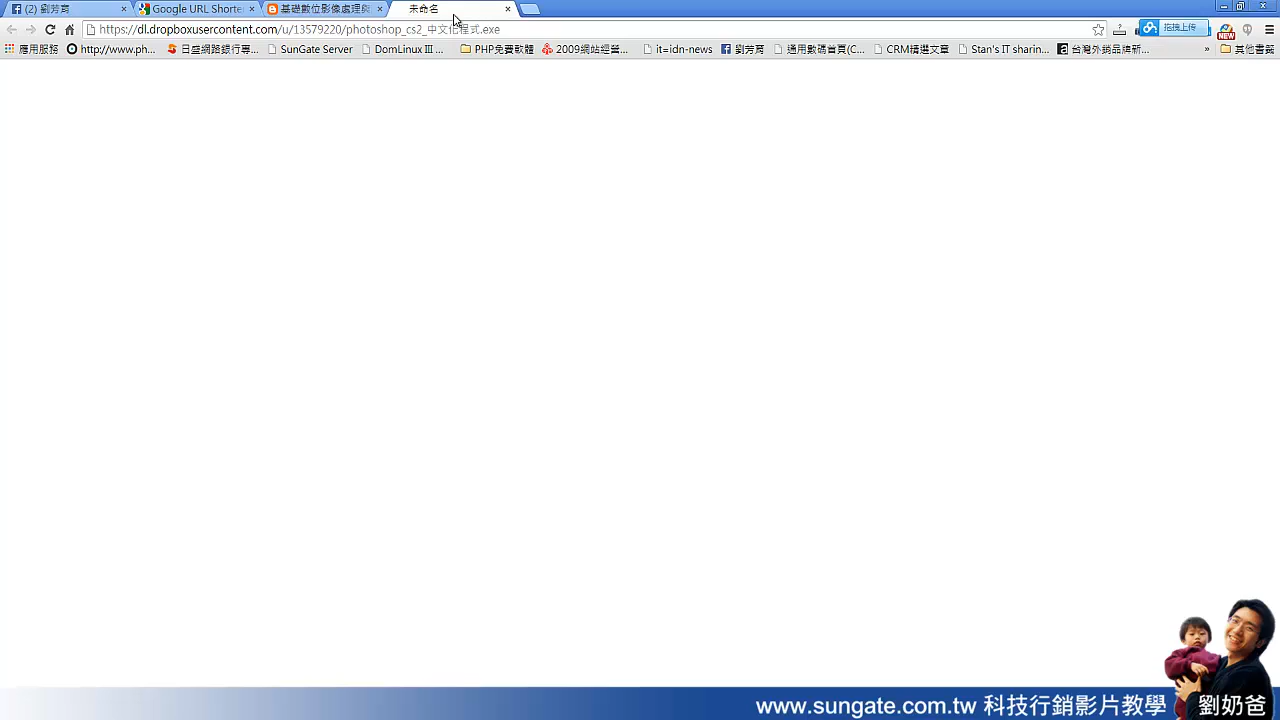 (2) 劉芳育
Google URL Shorte
基礎數位影像處理與
未命名
https://dl.dropboxusercontent.com/u/13579220/photoshop_cs2_中文化程式.exe
拖拽上传
NEW
應用服務
http://www.ph...
日盛網路銀行專...
SunGate Server
DomLinux III ...
PHP免費軟體
2009網站經營...
it=idn-news
劉芳育
通用數碼首頁(C...
CRM精選文章
Stan's IT sharin...
台灣外銷品牌新...
»
其他書籤
www.sungate.com.tw 科技行銷影片教學
劉奶爸